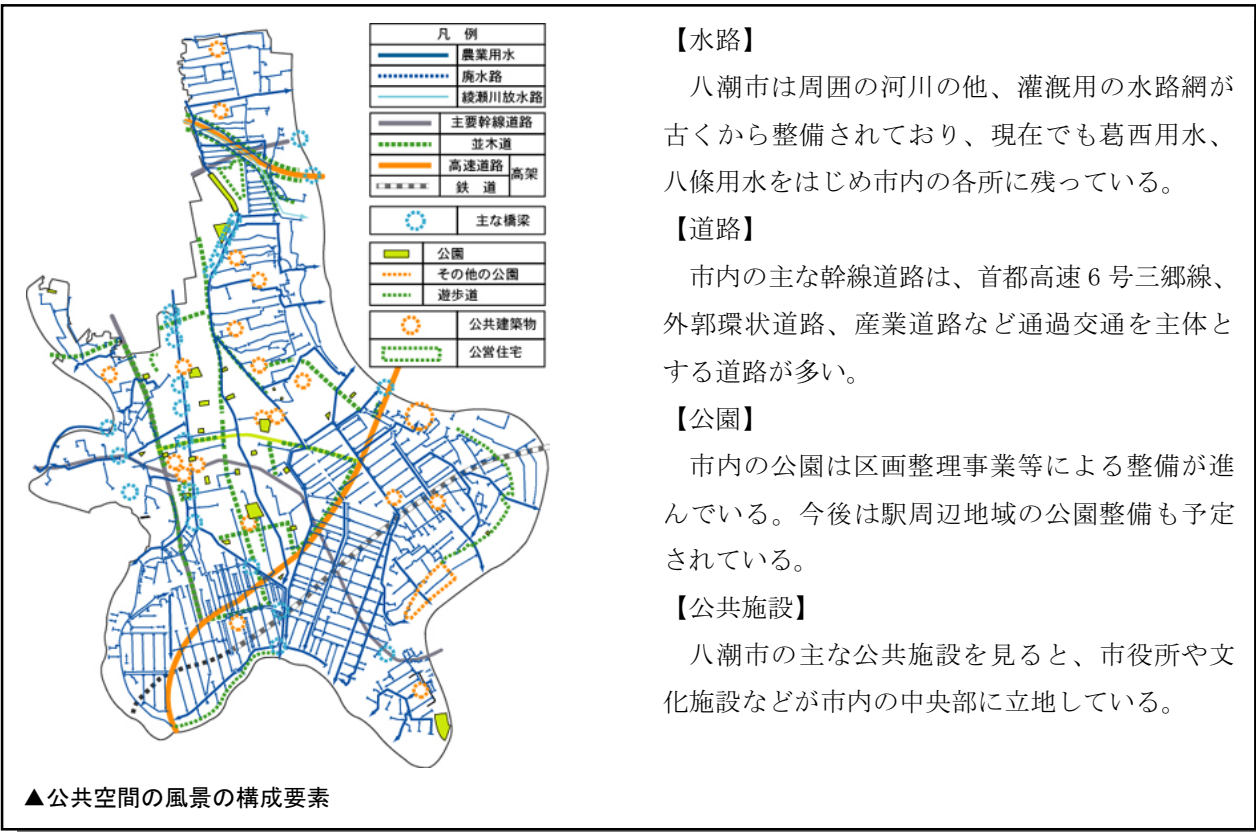 凡 例
農業用水
廃水路
綾瀬川放水路
主要幹線道路
並木道
高速道路
高架
鉄 道
主な橋梁
公園
その他の公園
遊歩道
公共建築物
公営住宅
▲公共空間の風景の構成要素
【水路】
八潮市は周囲の河川の他、灌漑用の水路網が
古くから整備されており、現在でも葛西用水、
八條用水をはじめ市内の各所に残っている。
【道路】
市内の主な幹線道路は、首都高速6号三郷線、
外郭環状道路、産業道路など通過交通を主体と
する道路が多い。
【公園】
市内の公園は区画整理事業等による整備が進
んでいる。今後は駅周辺地域の公園整備も予定
されている。
【公共施設】
八潮市の主な公共施設を見ると、市役所や文
化施設などが市内の中央部に立地している。